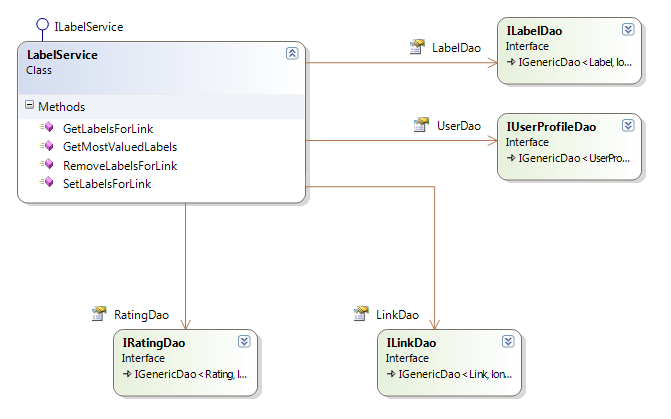 ILabelService
LabelService
Class
Methods
GetLabelsForLink
GetMostValuedLabels
RemoveLabelsForLink
SetLabelsForLink
LabelDao
ILabelDao
Interface
IGenericDao < Label, lo...
UserDao
IUserProfileDao
Interface
IGenericDao < UserPro...
RatingDao
IRatingDao
Interface
IGenericDao < Rating, l...
LinkDao
ILinkDao
Interface
IGenericDao < Link, lon...